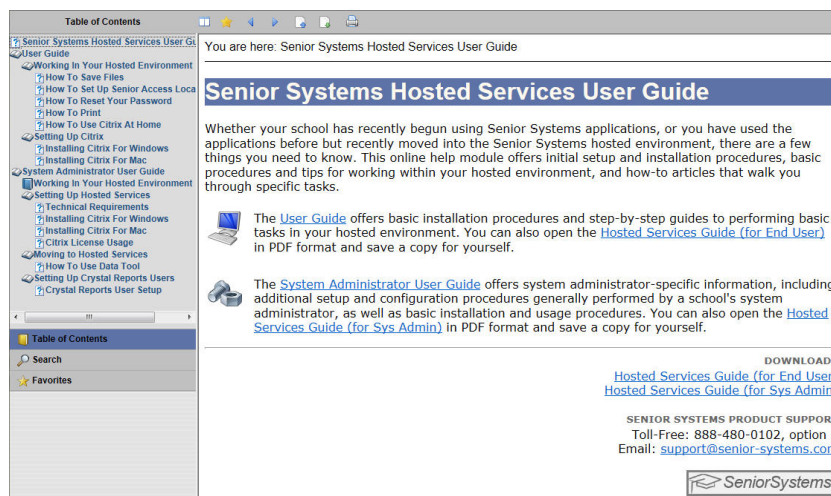 Table of Contents
Senior Systems Hosted Services User Gu
User Guide
Working In Your Hosted Environment
How To Save Files
How To Set Up Senior Access Loca
How To Reset Your Password
How To Print
How To Use Citrix At Home
Setting Up Citrix
Installing Citrix For Windows
Installing Citrix For Mac
System Administrator User Guide
Working In Your Hosted Environment
Setting Up Hosted Services
Technical Requirements
Installing Citrix For Windows
Installing Citrix For Mac
Citrix License Usage
Moving to Hosted Services
How To Use Data Tool
Setting Up Crystal Reports Users
Crystal Reports User Setup
Table of Contents
Search
Favorites
You are here: Senior Systems Hosted Services User Guide
Senior Systems Hosted Services User Guide
Whether your school has recently begun using Senior Systems applications, or you have used the
applications before but recently moved into the Senior Systems hosted environment, there are a few
things you need to know. This online help module offers initial setup and installation procedures, basic
procedures and tips for working within your hosted environment, and how-to articles that walk you
through specific tasks.
The User Guide offers basic installation procedures and step-by-step guides to performing basic
tasks in your hosted environment. You can also open the Hosted Services Guide (for End User)
in PDF format and save a copy for yourself.
The System Administrator User Guide offers system administrator-specific information, including
additional setup and configuration procedures generally performed by a school's system
administrator, as well as basic installation and usage procedures. You can also open the Hosted
Services Guide (for Sys Admin) in PDF format and save a copy for yourself.
DOWNLOAD
Hosted Services Guide (for End User
Hosted Services Guide (for Sys Admin
SENIOR SYSTEMS PRODUCT SUPPOR
Toll-Free: 888-480-0102, option
Email: support@senior-systems.com
SeniorSystems